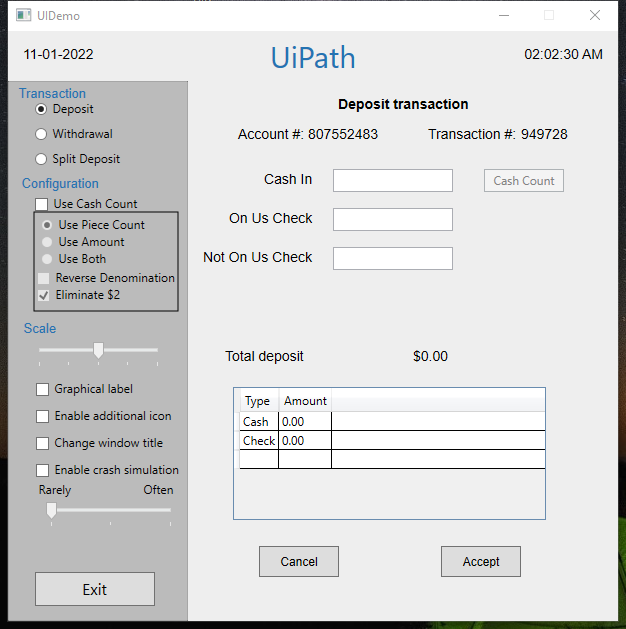 UIDemo
11-01-2022
UiPath
02:02:30 AM
Transaction
Deposit
Withdrawal
Split Deposit
Configuration
Use Cash Count
Use Piece Count
Use Amount
Use Both
Reverse Denomination
Eliminate $2
Scale
Graphical label
Enable additional icon
Change window title
Enable crash simulation
Rarely Often
Exit
Deposit transaction
Account #: 807552483 Transaction #: 949728
Cash In Cash Count
On Us Check
Not On Us Check
Total deposit $0.00
Type Amount
Cash 0.00
Check 0.00
Cancel Accept